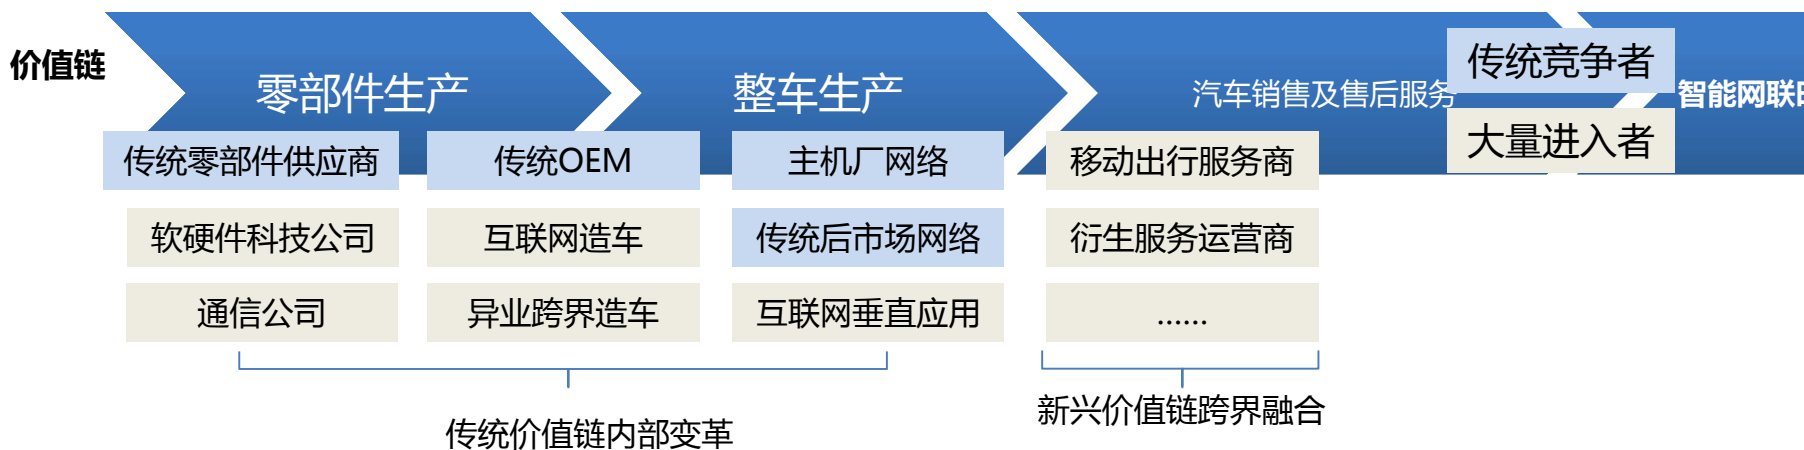 价值链
零部件生产
整车生产
汽车销售及售后服务
传统竞争者
智能网联
大量进入者
传统零部件供应商
传统OEM
主机厂网络
移动出行服务商
软硬件科技公司
互联网造车
传统后市场网络
衍生服务运营商
通信公司
异业跨界造车
互联网垂直应用
......
传统价值链内部变革
新兴价值链跨界融合